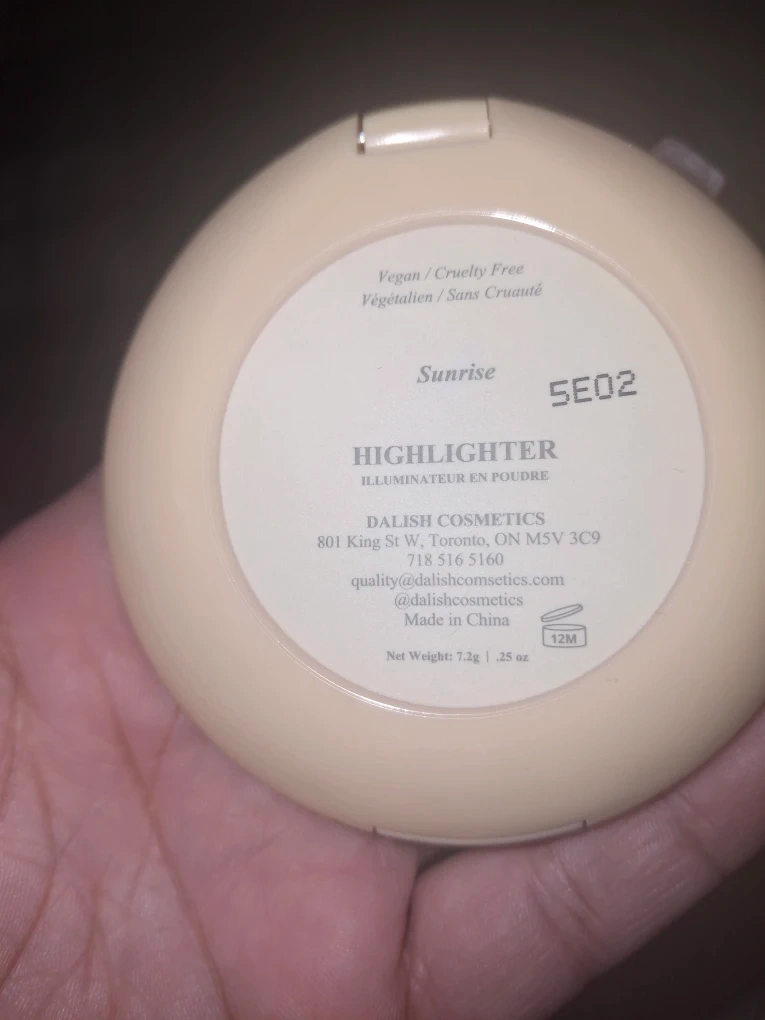 Vegan / Cruelty Free
Végétalien / Sans Cruauté
Sunrise
5E02
HIGHLIGHTER
ILLUMINATEUR EN POUDRE
DALISH COSMETICS
801 King St W, Toronto, ON M5V 3C9
718 516 5160
quality@dalishcomsetics.com
@dalishcosmetics
Made in China
12M
Net Weight: 7.2g | .25 oz